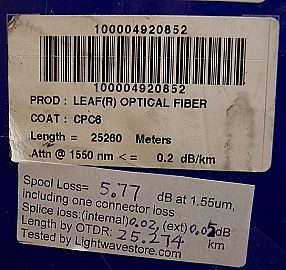 100004920852
100004920852
PROD : LEAF(R) OPTICAL FIBER
COAT : CPC6
Length = 25260 Meters
Attn @ 1550 nm <= 0.2 dB/km
Spool Loss= 5.77 dB at 1.55um,
including one connector loss
Splice loss:(internal)0.02, (ext)0.05dB
Length by OTDR: 25.274 km
Tested by Lightwavestore.com